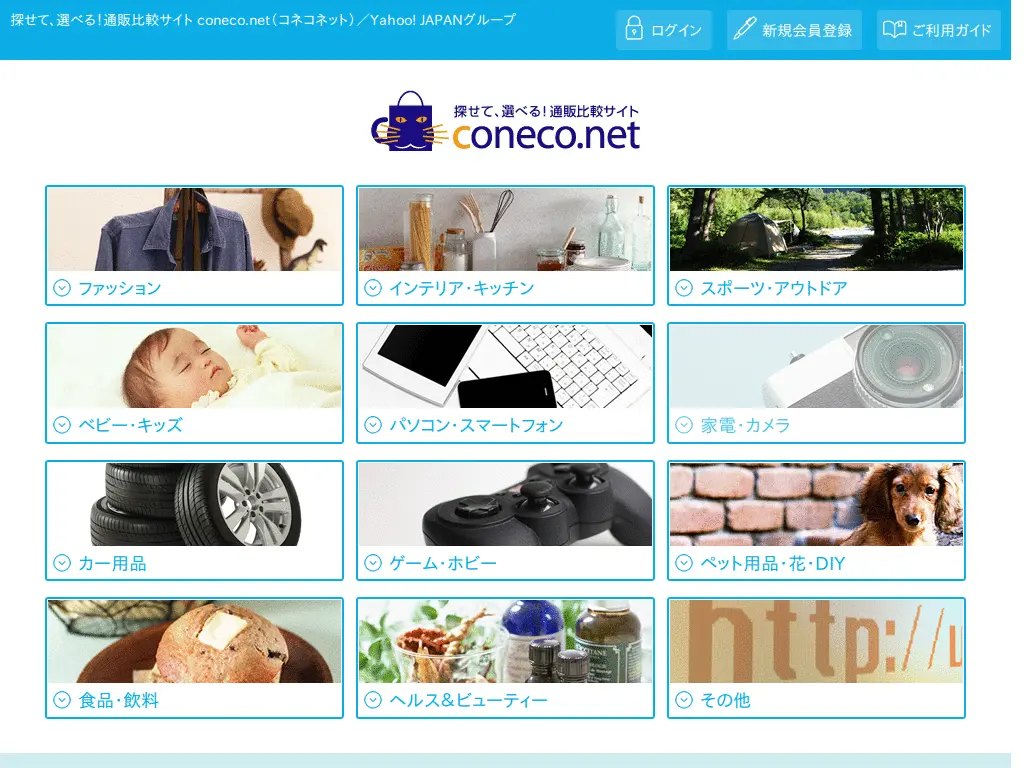 探せて、選べる！通販比較サイト coneco.net（コネコネット）／Yahoo! JAPANグループ
ログイン
新規会員登録
ご利用ガイド
探せて、選べる！通販比較サイト
coneco.net
ファッション
インテリア・キッチン
スポーツ・アウトドア
ベビー・キッズ
パソコン・スマートフォン
家電・カメラ
カー用品
ゲーム・ホビー
ペット用品・花・DIY
http://
食品・飲料
ヘルス＆ビューティー
その他